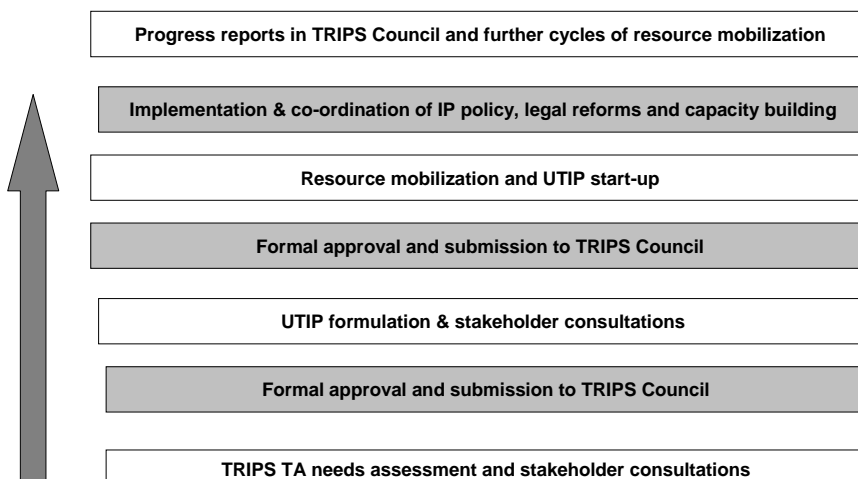 Progress reports in TRIPS Council and further cycles of resource mobilization
Implementation & co-ordination of IP policy, legal reforms and capacity building
Resource mobilization and UTIP start-up
Formal approval and submission to TRIPS Council
UTIP formulation & stakeholder consultations
Formal approval and submission to TRIPS Council
TRIPS TA needs assessment and stakeholder consultations